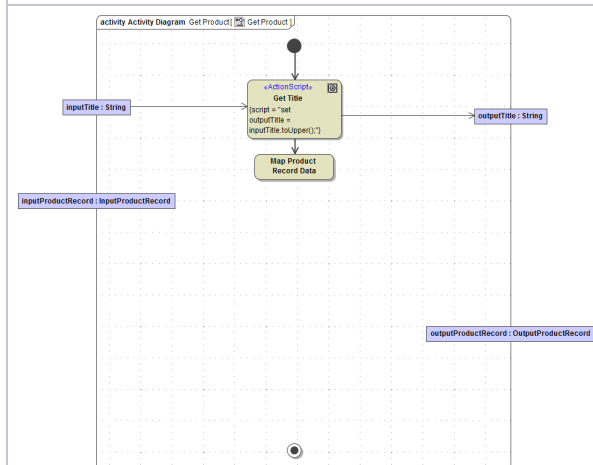 activity Activity Diagram Get Product [ Get Product ]
«ActionScript»
Get Title
{script = "set
outputTitle =
inputTitle.toUpper();"}
inputTitle : String
outputTitle : String
Map Product
Record Data
inputProductRecord : InputProductRecord
outputProductRecord : OutputProductRecord